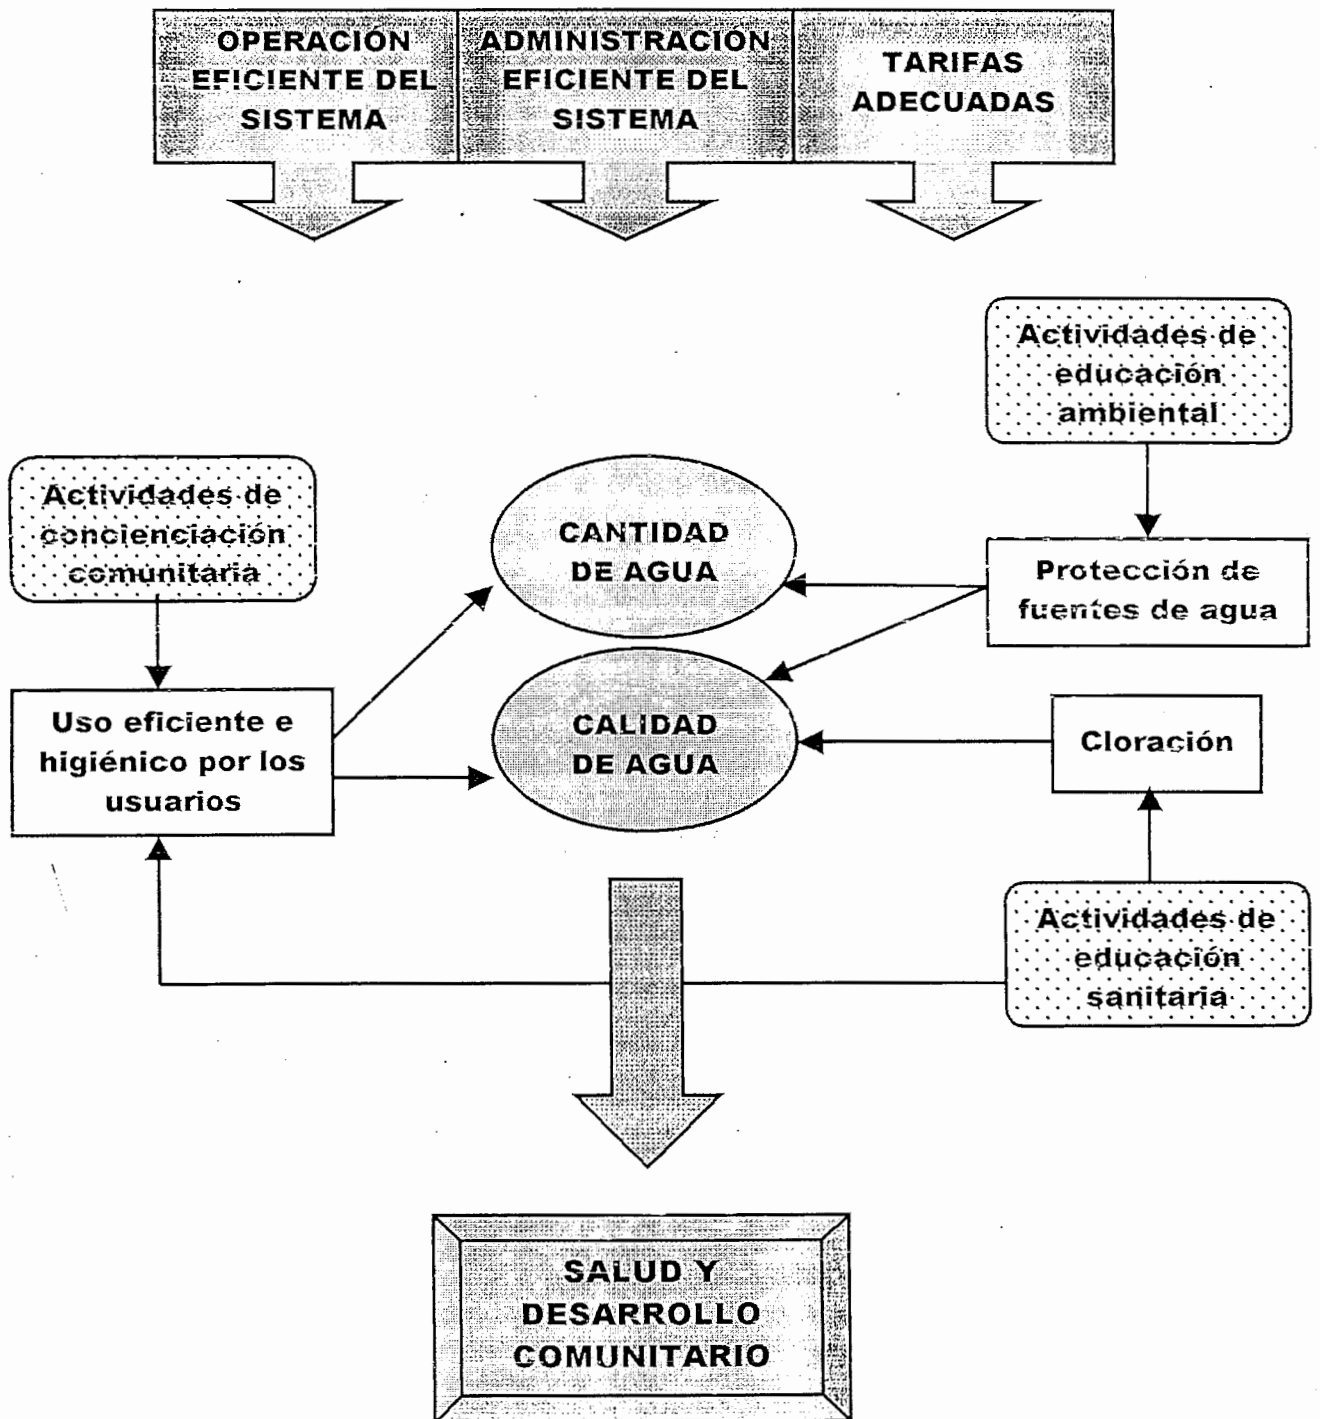 OPERACIÓN
EFICIENTE DEL
SISTEMA
ADMINISTRACIÓN
EFICIENTE DEL
SISTEMA
TARIFAS
ADECUADAS
Actividades de
educación
ambiental
Actividades de
concienciación
comunitaria
CANTIDAD
DE AGUA
Protección de
fuentes de agua
Uso eficiente e
higiénico por los
usuarios
CALIDAD
DE AGUA
Cloración
Actividades de
educación
sanitaria
SALUD Y
DESARROLLO
COMUNITARIO